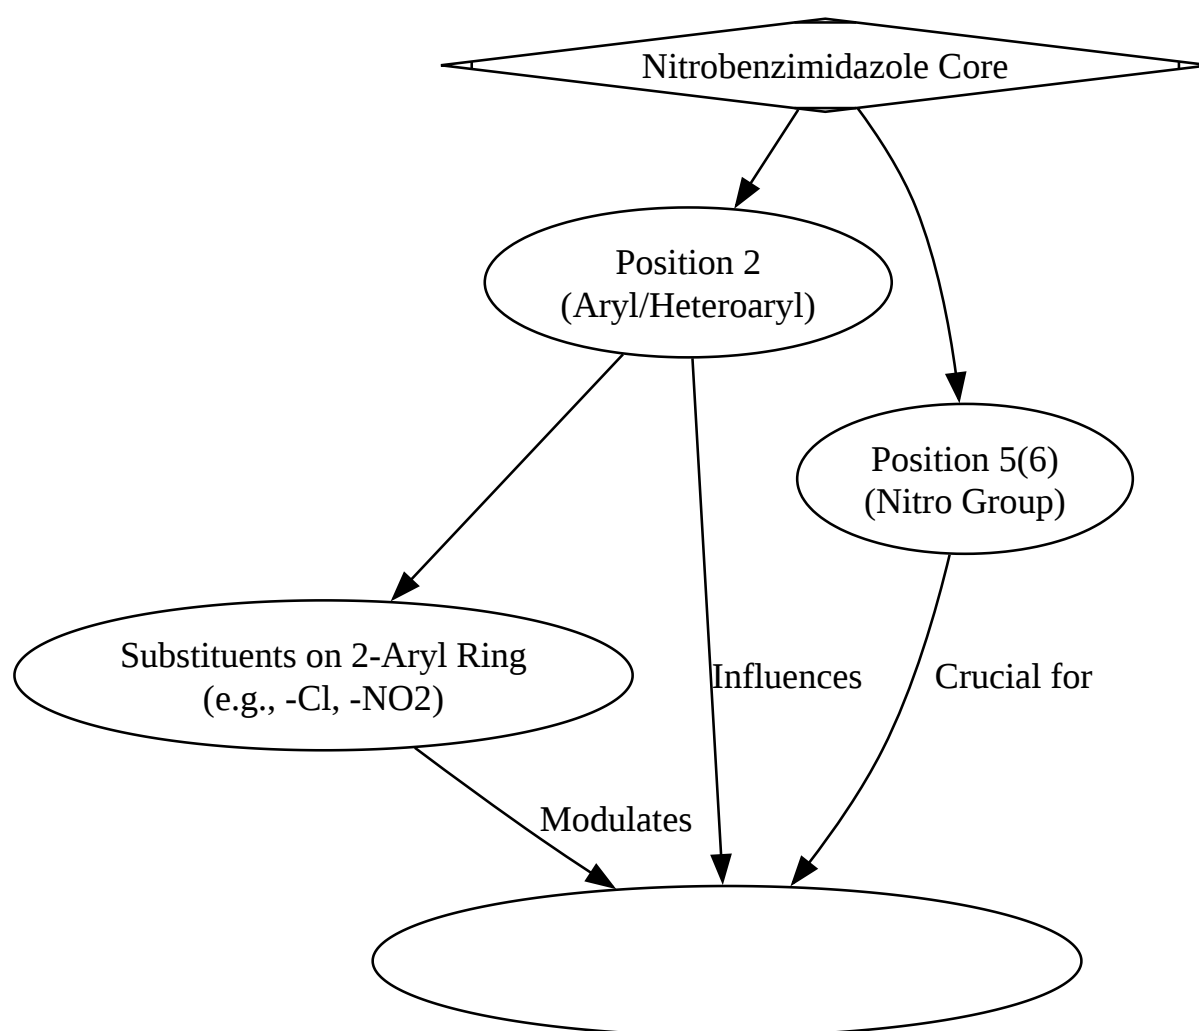 Nitrobenzimidazole Core
Position 2
(Aryl/Heteroaryl)
Position 5(6)
(Nitro Group)
Substituents on 2-Aryl Ring
(e.g., -Cl, -NO2)
Influences
Crucial for
Modulates